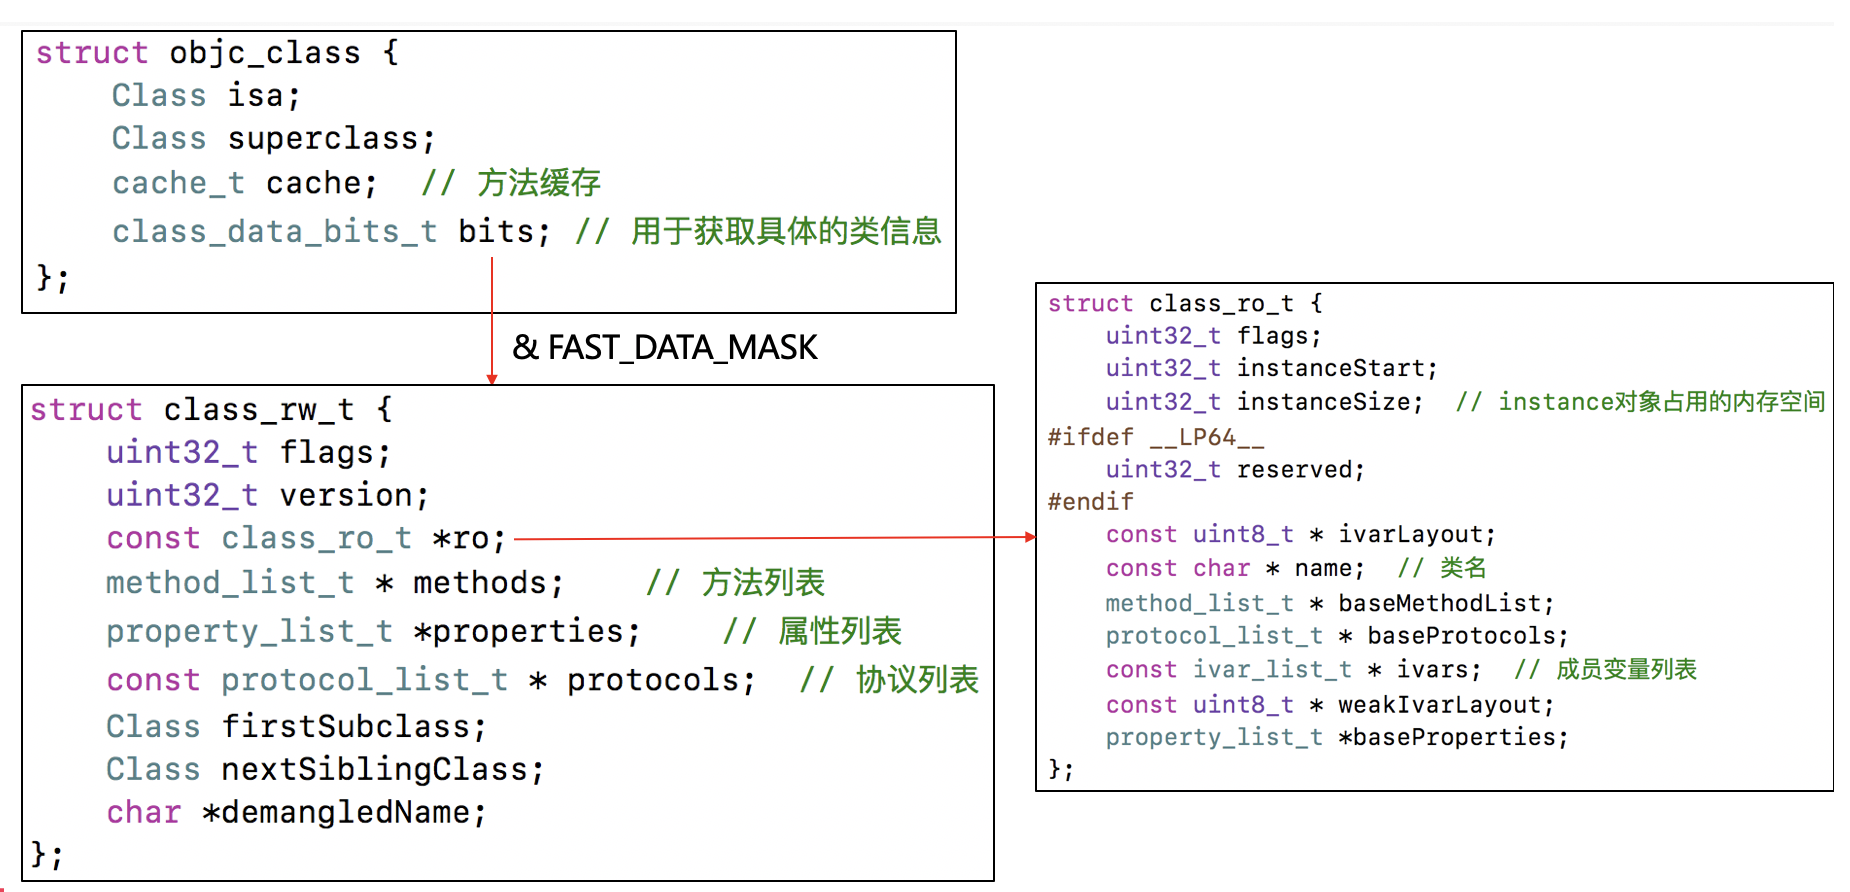 struct objc_class {
    Class isa;
    Class superclass;
    cache_t cache;  // 方法缓存
    class_data_bits_t bits; // 用于获取具体的类信息
};
& FAST_DATA_MASK
struct class_rw_t {
    uint32_t flags;
    uint32_t version;
    const class_ro_t *ro;
    method_list_t * methods;    // 方法列表
    property_list_t *properties;    // 属性列表
    const protocol_list_t * protocols;  // 协议列表
    Class firstSubclass;
    Class nextSiblingClass;
    char *demangledName;
};
struct class_ro_t {
    uint32_t flags;
    uint32_t instanceStart;
    uint32_t instanceSize;  // instance对象占用的内存空间
#ifdef __LP64__
    uint32_t reserved;
#endif
    const uint8_t * ivarLayout;
    const char * name;  // 类名
    method_list_t * baseMethodList;
    protocol_list_t * baseProtocols;
    const ivar_list_t * ivars;  // 成员变量列表
    const uint8_t * weakIvarLayout;
    property_list_t *baseProperties;
};